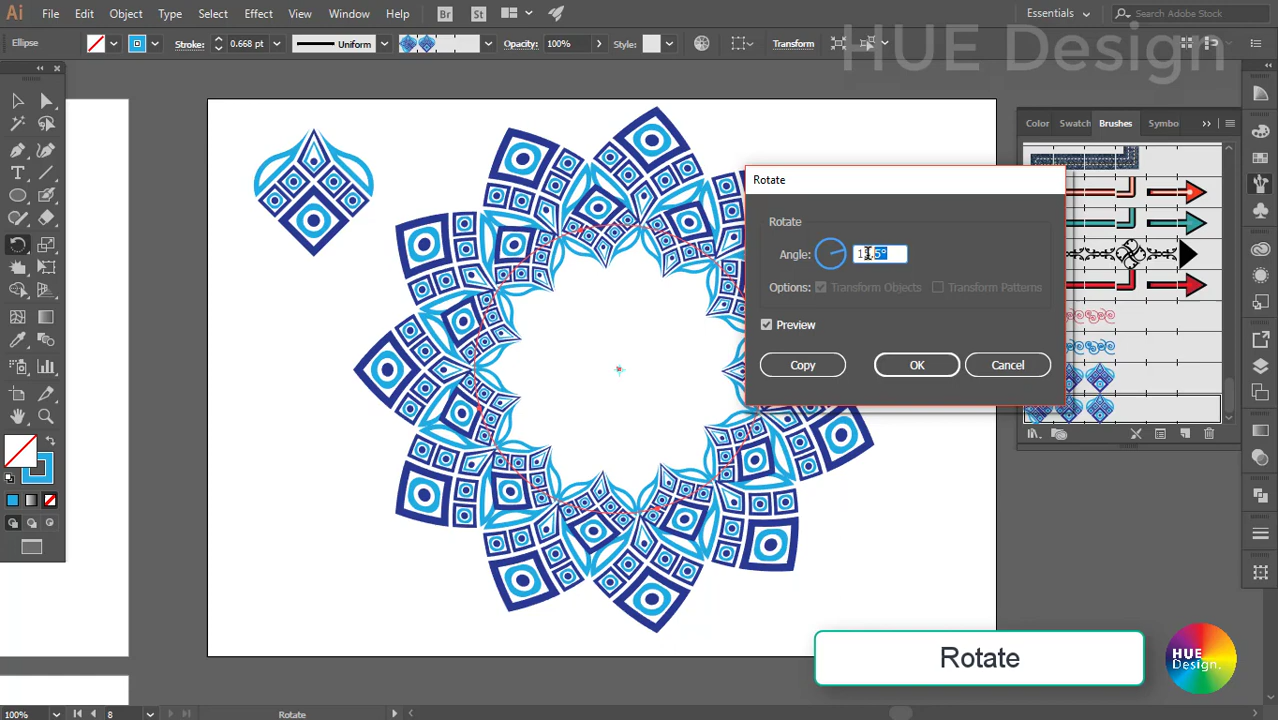 Ai File Edit Object Type Select Effect View Window Help Br St Essentials Search Adobe Stock
Ellipse Stroke: 0.668 pt Uniform Opacity: 100% Style: Transform
HUE Design
Color Swatch Brushes Symbo
Rotate
Rotate
Angle:
Options: Transform Objects Transform Patterns
Preview
Copy OK Cancel
Rotate
HUE
Design.
100% 8 Rotate